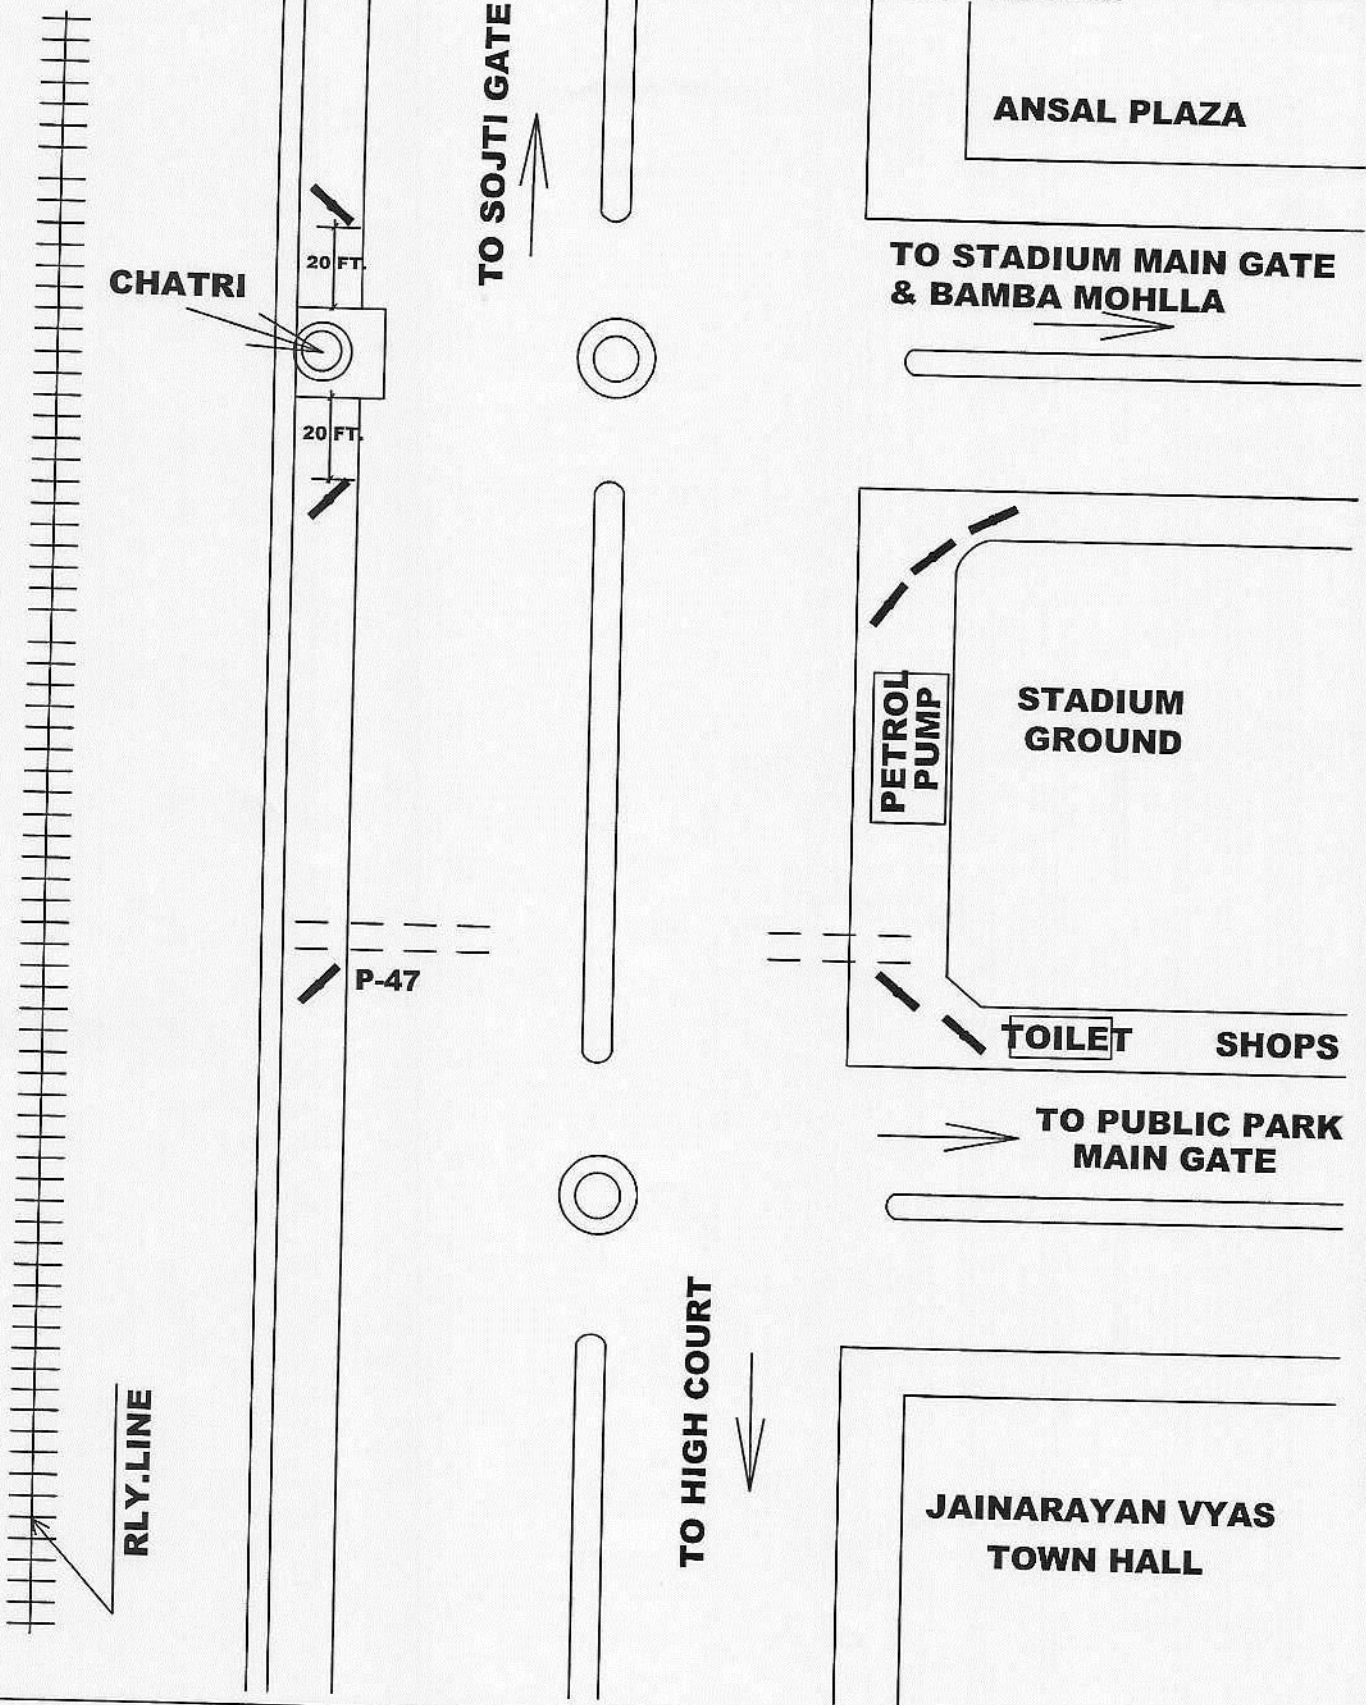 ANSAL PLAZA
TO SOJTI GATE
TO STADIUM MAIN GATE
& BAMBA MOHLLA
20 FT.
CHATRI
20 FT.
PETROL
PUMP
STADIUM
GROUND
P-47
TOILET
SHOPS
TO PUBLIC PARK
MAIN GATE
TO HIGH COURT
RLY.LINE
JAINARAYAN VYAS
TOWN HALL